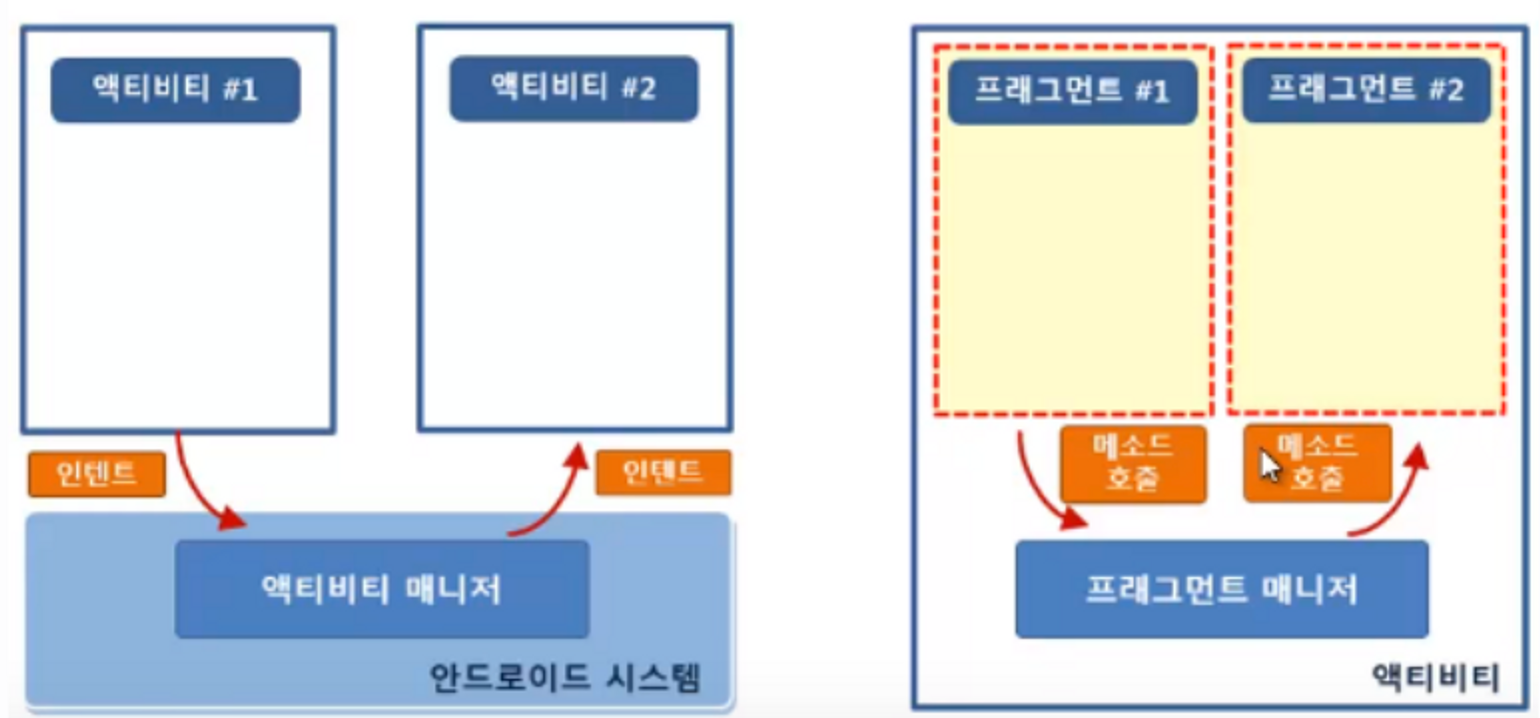 액티비티 #1
액티비티 #2
인텐트
인텐트
액티비티 매니저
안드로이드 시스템
프래그먼트 #1
프래그먼트 #2
메소드
호출
메소드
호출
프래그먼트 매니저
액티비티